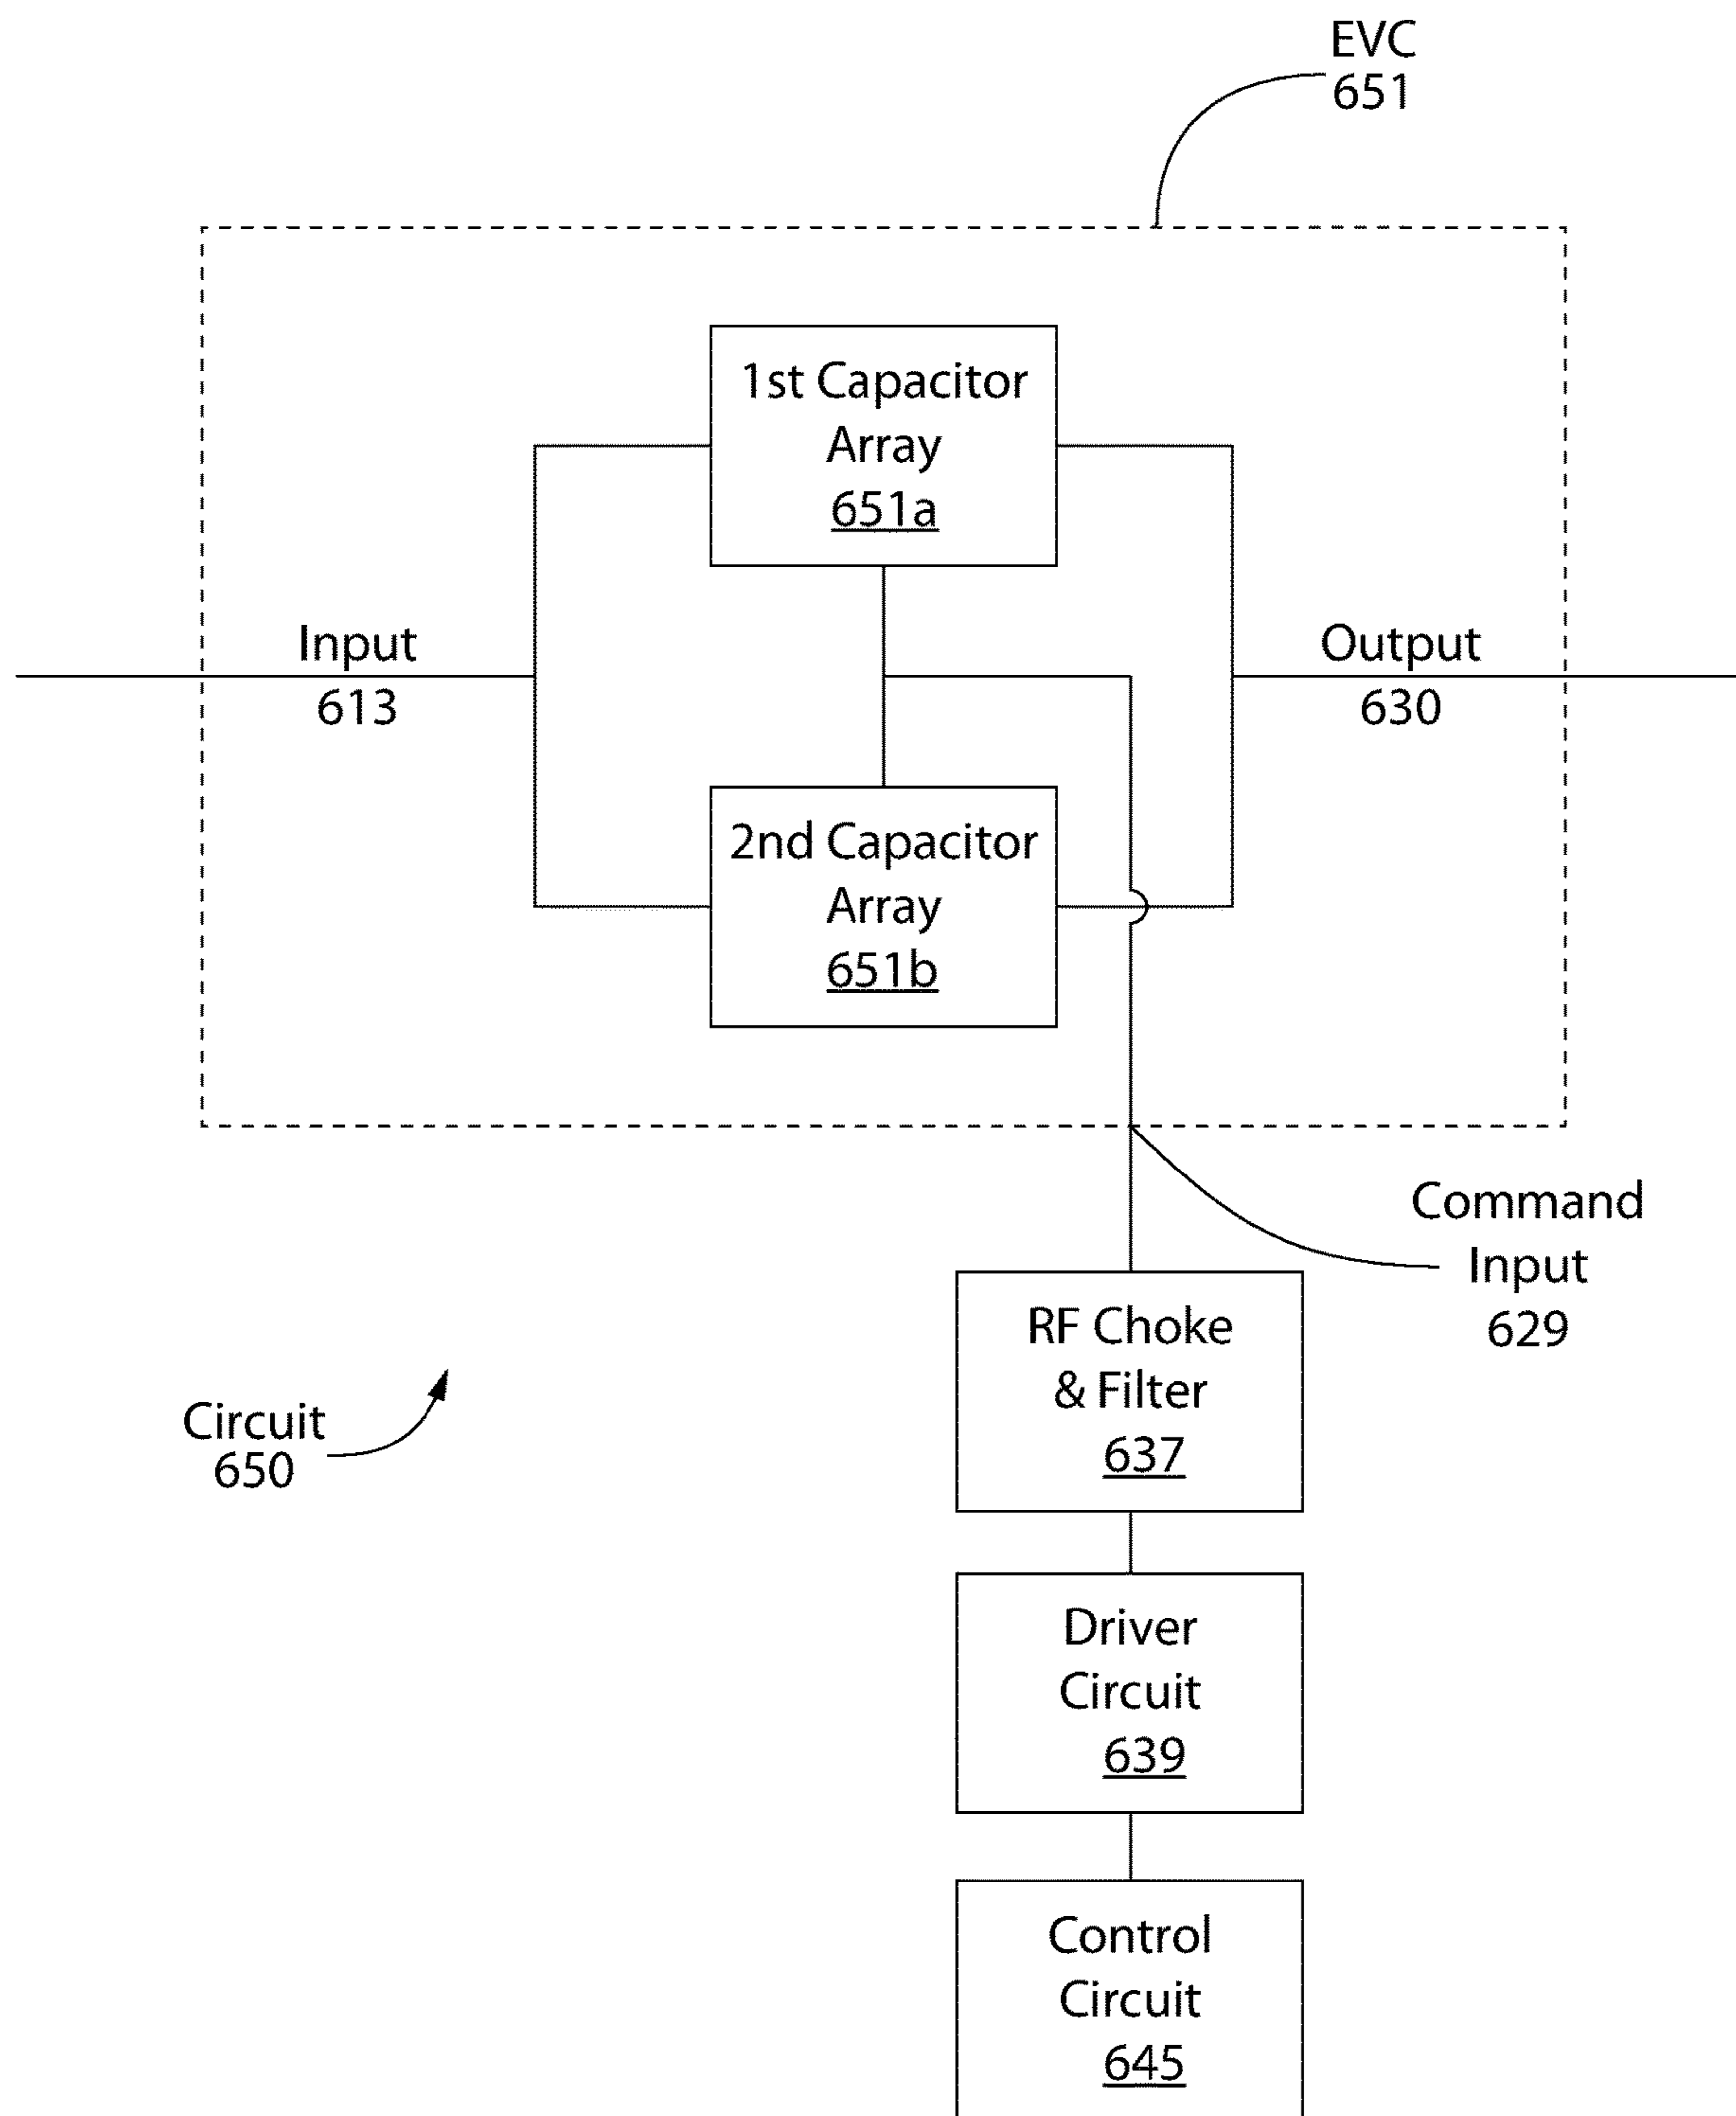 EVC
651
1st Capacitor
Array
651a
Input
613
Output
630
2nd Capacitor
Array
651b
Command
Input
629
RF Choke
& Filter
637
Circuit
650
Driver
Circuit
639
Control
Circuit
645